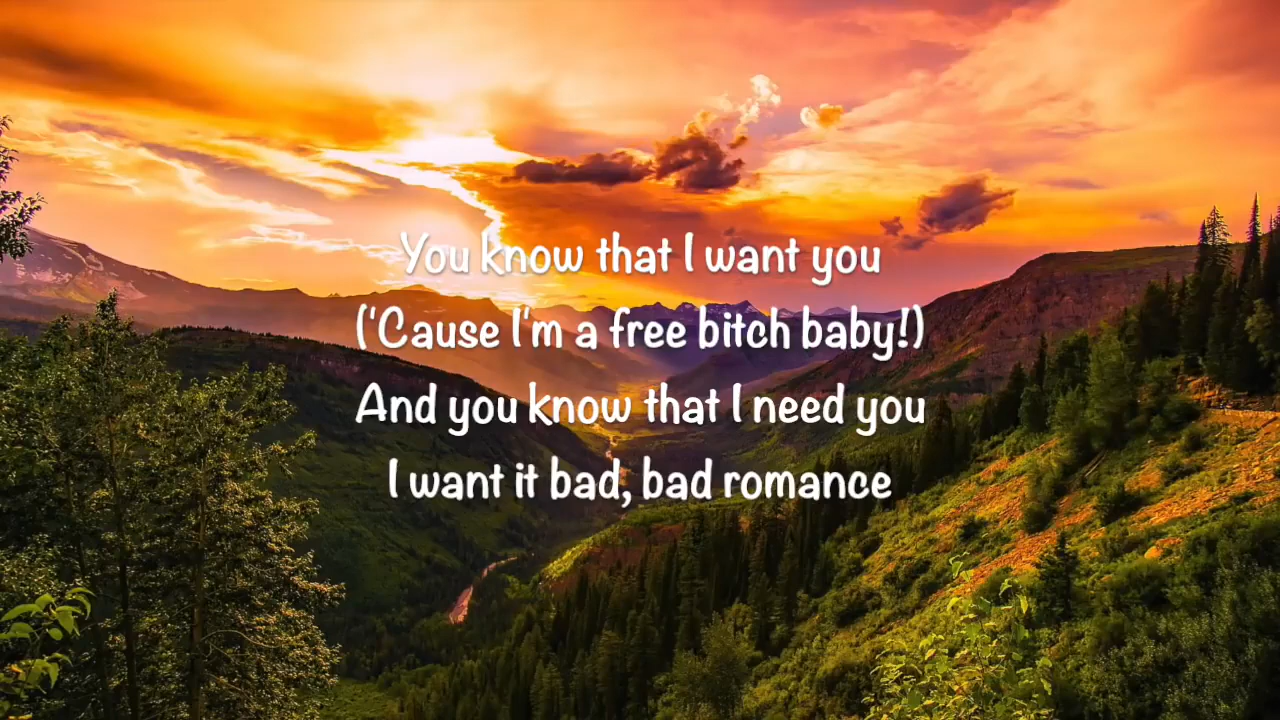 You know that I want you
('Cause I'm a free bitch baby!)
And you know that I need you
I want it bad, bad romance